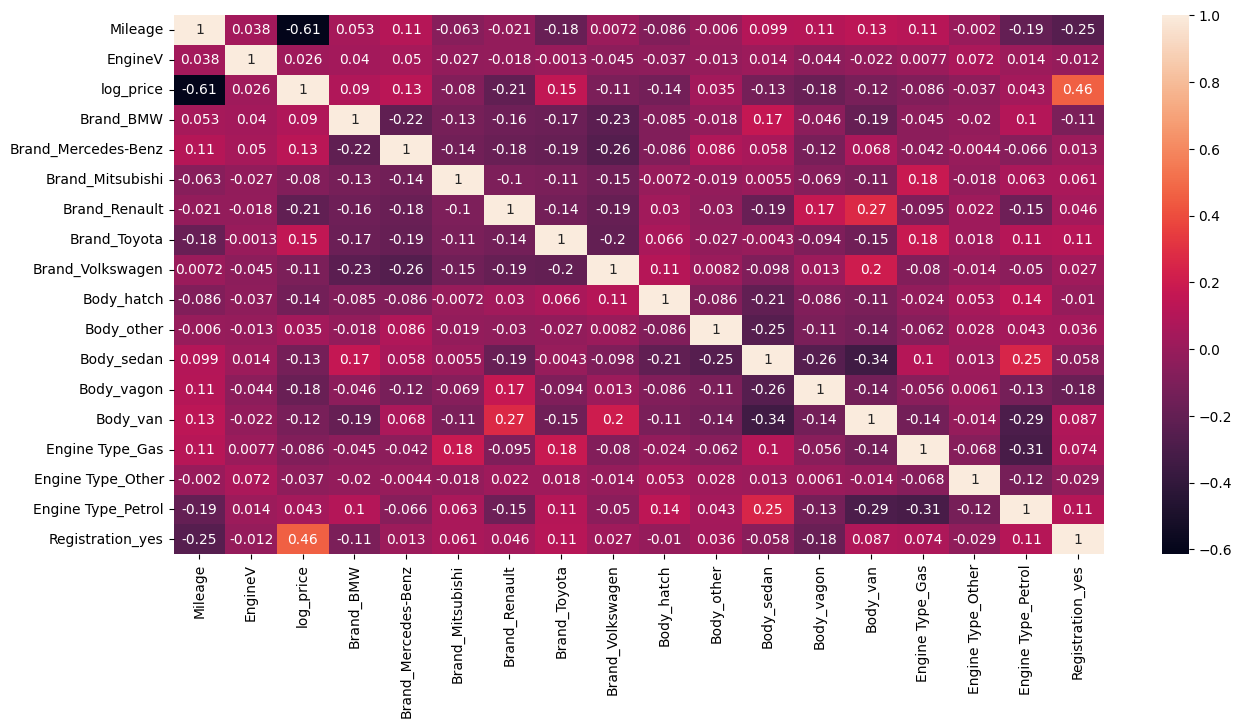 Mileage 1 0.038 -0.61 0.053 0.11 -0.063 -0.021 -0.18 0.0072 -0.086 -0.006 0.099 0.11 0.13 0.11 -0.002 -0.19 -0.25
EngineV 0.038 1 0.026 0.04 0.05 -0.027 -0.018 -0.0013 -0.045 -0.037 -0.013 0.014 -0.044 -0.022 0.0077 0.072 0.014 -0.012
log_price -0.61 0.026 1 0.09 0.13 -0.08 -0.21 0.15 -0.11 -0.14 0.035 -0.13 -0.18 -0.12 -0.086 -0.037 0.043 0.46
Brand_BMW 0.053 0.04 0.09 1 -0.22 -0.13 -0.16 -0.17 -0.23 -0.085 -0.018 0.17 -0.046 -0.19 -0.045 -0.02 0.1 -0.11
Brand_Mercedes-Benz 0.11 0.05 0.13 -0.22 1 -0.14 -0.18 -0.19 -0.26 -0.086 0.086 0.058 -0.12 0.068 -0.042 -0.0044 -0.066 0.013
Brand_Mitsubishi -0.063 -0.027 -0.08 -0.13 -0.14 1 -0.1 -0.11 -0.15 -0.0072 -0.019 0.0055 -0.069 -0.11 0.18 -0.018 0.063 0.061
Brand_Renault -0.021 -0.018 -0.21 -0.16 -0.18 -0.1 1 -0.14 -0.19 0.03 -0.03 -0.19 0.17 0.27 -0.095 0.022 -0.15 0.046
Brand_Toyota -0.18 -0.0013 0.15 -0.17 -0.19 -0.11 -0.14 1 -0.2 0.066 -0.027 -0.0043 -0.094 -0.15 0.18 0.018 0.11 0.11
Brand_Volkswagen 0.0072 -0.045 -0.11 -0.23 -0.26 -0.15 -0.19 -0.2 1 0.11 0.0082 -0.098 0.013 0.2 -0.08 -0.014 -0.05 0.027
Body_hatch -0.086 -0.037 -0.14 -0.085 -0.086 -0.0072 0.03 0.066 0.11 1 -0.086 -0.21 -0.086 -0.11 -0.024 0.053 0.14 -0.01
Body_other -0.006 -0.013 0.035 -0.018 0.086 -0.019 -0.03 -0.027 0.0082 -0.086 1 -0.25 -0.11 -0.14 -0.062 0.028 0.043 0.036
Body_sedan 0.099 0.014 -0.13 0.17 0.058 0.0055 -0.19 -0.0043 -0.098 -0.21 -0.25 1 -0.26 -0.34 0.1 0.013 0.25 -0.058
Body_vagon 0.11 -0.044 -0.18 -0.046 -0.12 -0.069 0.17 -0.094 0.013 -0.086 -0.11 -0.26 1 -0.14 -0.056 0.0061 -0.13 -0.18
Body_van 0.13 -0.022 -0.12 -0.19 0.068 -0.11 0.27 -0.15 0.2 -0.11 -0.14 -0.34 -0.14 1 -0.14 -0.014 -0.29 0.087
Engine Type_Gas 0.11 0.0077 -0.086 -0.045 -0.042 0.18 -0.095 0.18 -0.08 -0.024 -0.062 0.1 -0.056 -0.14 1 -0.068 -0.31 0.074
Engine Type_Other -0.002 0.072 -0.037 -0.02 -0.0044 -0.018 0.022 0.018 -0.014 0.053 0.028 0.013 0.0061 -0.014 -0.068 1 -0.12 -0.029
Engine Type_Petrol -0.19 0.014 0.043 0.1 -0.066 0.063 -0.15 0.11 -0.05 0.14 0.043 0.25 -0.13 -0.29 -0.31 -0.12 1 0.11
Registration_yes -0.25 -0.012 0.46 -0.11 0.013 0.061 0.046 0.11 0.027 -0.01 0.036 -0.058 -0.18 0.087 0.074 -0.029 0.11 1
Mileage
EngineV
log_price
Brand_BMW
Brand_Mercedes-Benz
Brand_Mitsubishi
Brand_Renault
Brand_Toyota
Brand_Volkswagen
Body_hatch
Body_other
Body_sedan
Body_vagon
Body_van
Engine Type_Gas
Engine Type_Other
Engine Type_Petrol
Registration_yes
1.0
0.8
0.6
0.4
0.2
0.0
−0.2
−0.4
−0.6